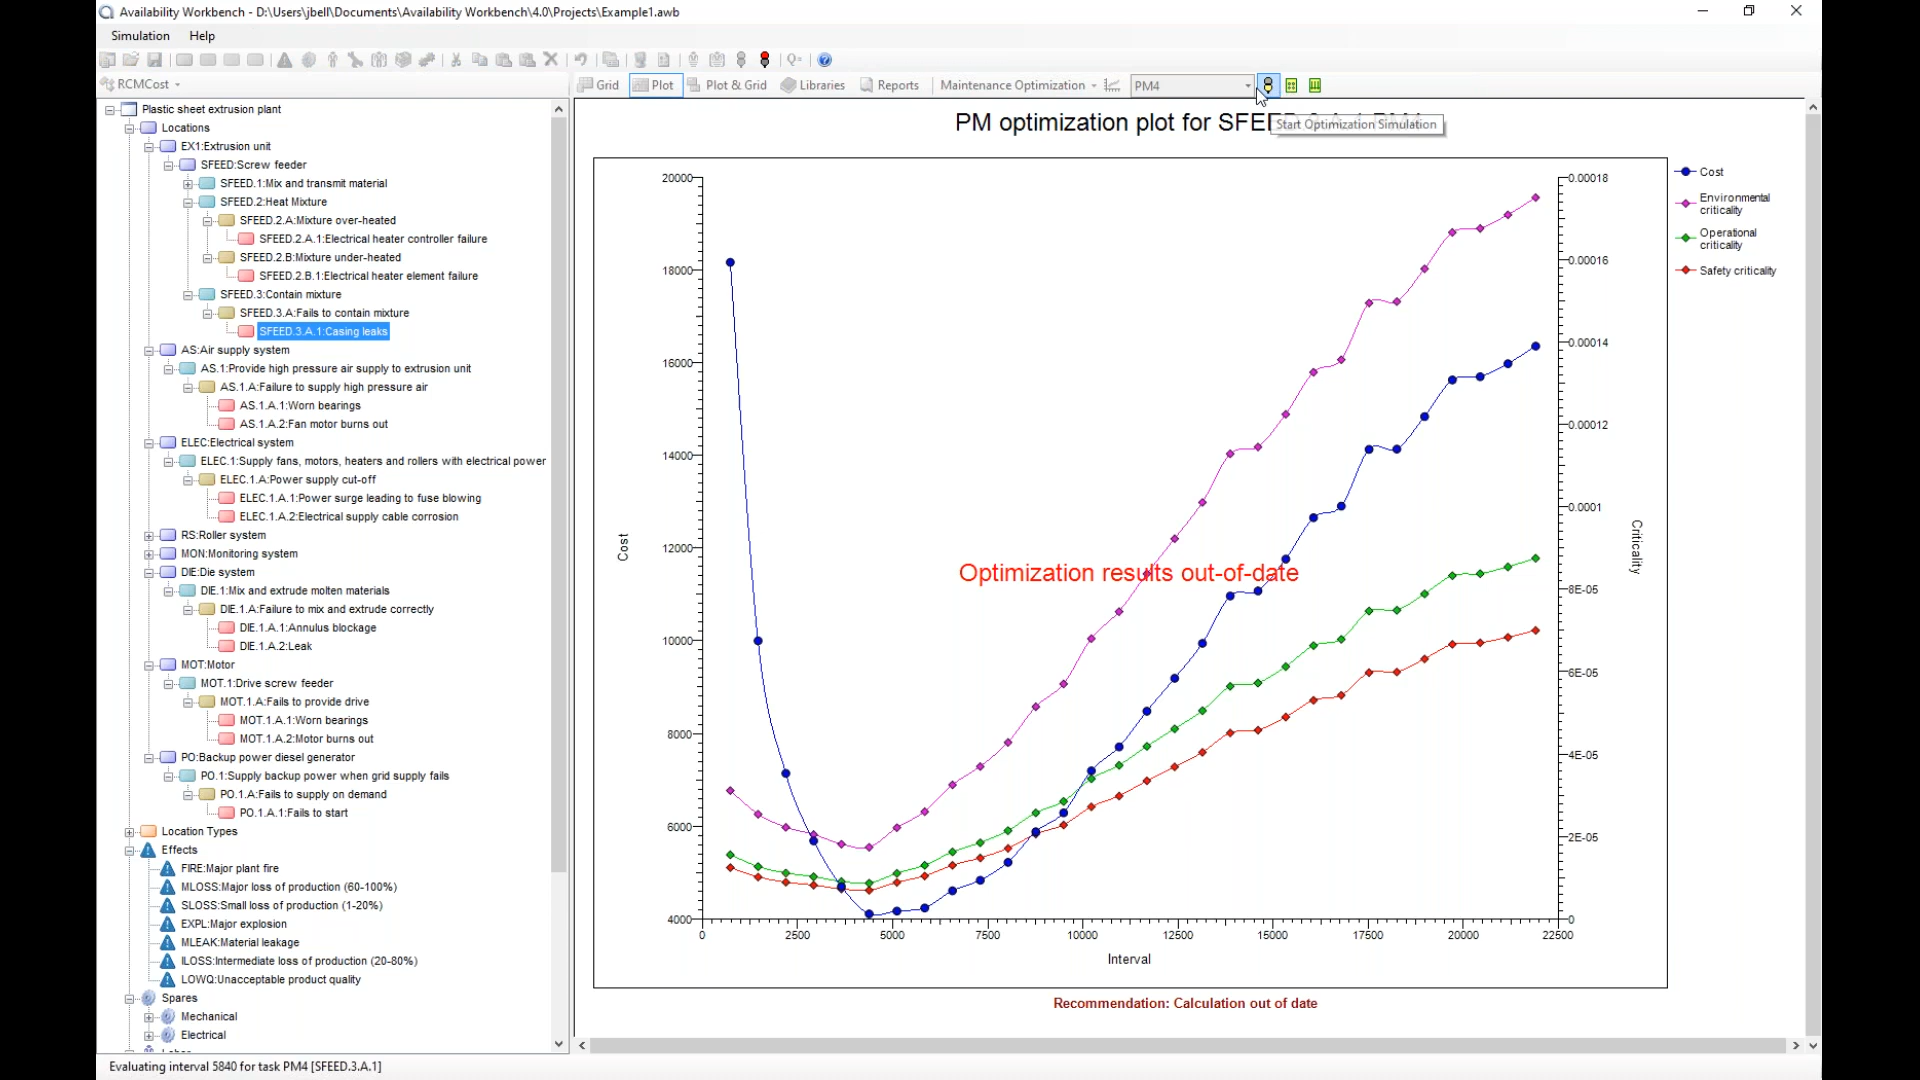 Availability Workbench - D:\Users\jbell\Documents\Availability Workbench\4.0\Projects\Example1.awb
Simulation Help
RCMCost
Grid Plot Plot & Grid Libraries Reports Maintenance Optimization PM4
Plastic sheet extrusion plant
Locations
EX1:Extrusion unit
SFEED:Screw feeder
SFEED.1:Mix and transmit material
SFEED.2:Heat Mixture
SFEED.2.A:Mixture over-heated
SFEED.2.A.1:Electrical heater controller failure
SFEED.2.B:Mixture under-heated
SFEED.2.B.1:Electrical heater element failure
SFEED.3:Contain mixture
SFEED.3.A:Fails to contain mixture
SFEED.3.A.1:Casing leaks
AS:Air supply system
AS.1:Provide high pressure air supply to extrusion unit
AS.1.A:Failure to supply high pressure air
AS.1.A.1:Worn bearings
AS.1.A.2:Fan motor burns out
ELEC:Electrical system
ELEC.1:Supply fans, motors, heaters and rollers with electrical power
ELEC.1.A:Power supply cut-off
ELEC.1.A.1:Power surge leading to fuse blowing
ELEC.1.A.2:Electrical supply cable corrosion
RS:Roller system
MON:Monitoring system
DIE:Die system
DIE.1:Mix and extrude molten materials
DIE.1.A:Failure to mix and extrude correctly
DIE.1.A.1:Annulus blockage
DIE.1.A.2:Leak
MOT:Motor
MOT.1:Drive screw feeder
MOT.1.A:Fails to provide drive
MOT.1.A.1:Worn bearings
MOT.1.A.2:Motor burns out
PO:Backup power diesel generator
PO.1:Supply backup power when grid supply fails
PO.1.A:Fails to supply on demand
PO.1.A.1:Fails to start
Location Types
Effects
FIRE:Major plant fire
MLOSS:Major loss of production (60-100%)
SLOSS:Small loss of production (1-20%)
EXPL:Major explosion
MLEAK:Material leakage
ILOSS:Intermediate loss of production (20-80%)
LOWQ:Unacceptable product quality
Spares
Mechanical
Electrical
Evaluating interval 5840 for task PM4 [SFEED.3.A.1]
PM optimization plot for
Start Optimization Simulation
20000
18000
16000
14000
12000
10000
8000
6000
4000
Cost
0 2500 5000 7500 10000 12500 15000 17500 20000 22500
Interval
0.00018
0.00016
0.00014
0.00012
0.0001
8E-05
6E-05
4E-05
2E-05
0
Criticality
Optimization results out-of-date
Cost
Environmental
criticality
Operational
criticality
Safety criticality
Recommendation: Calculation out of date